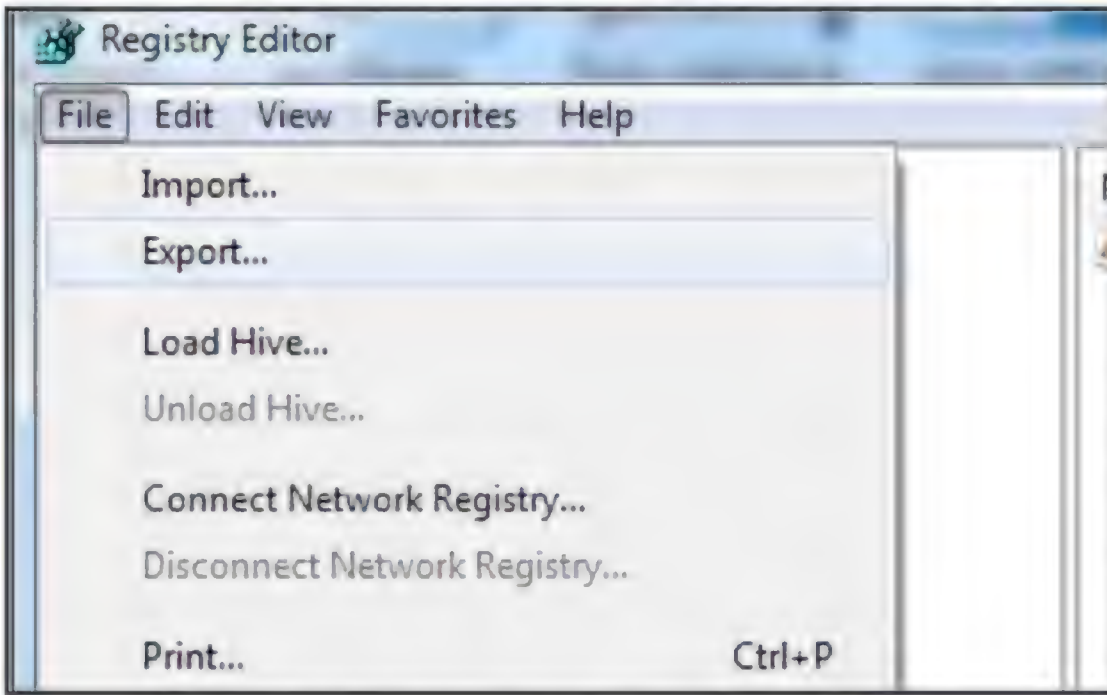 Registry Editor
File Edit View Favorites Help
Import...
Export...
Load Hive...
Unload Hive...
Connect Network Registry...
Disconnect Network Registry...
Print... Ctrl+P